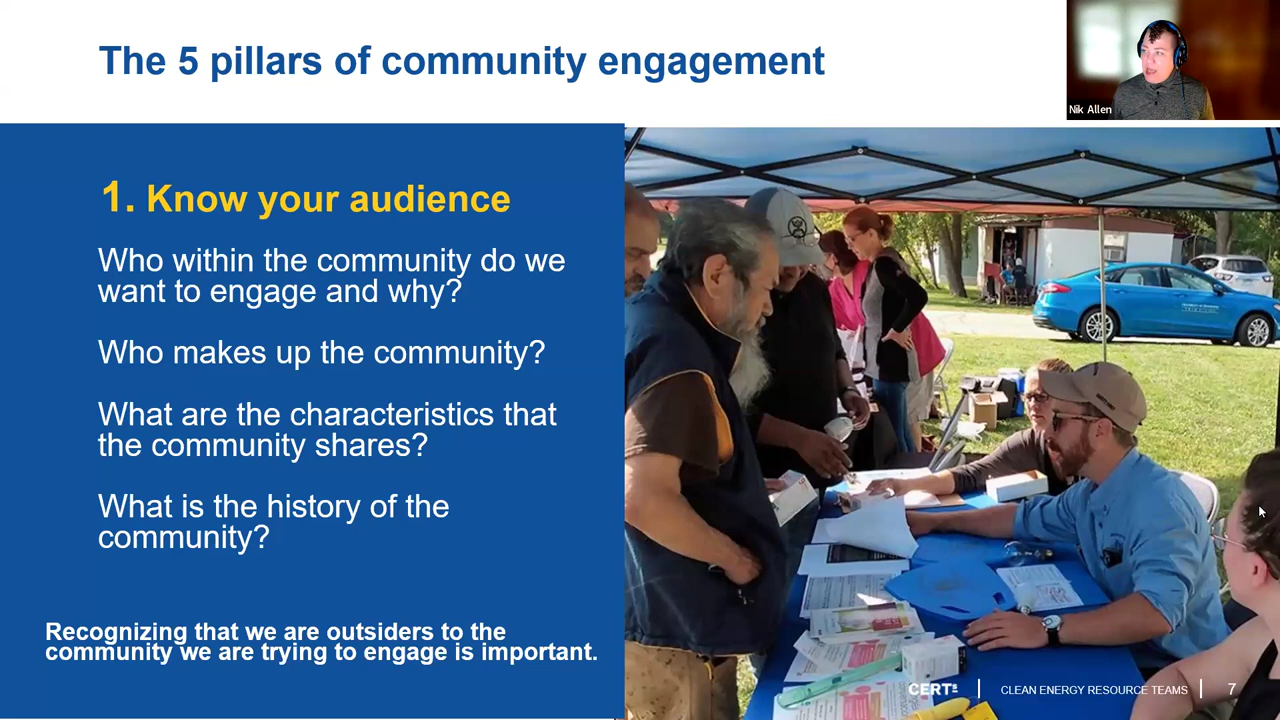 The 5 pillars of community engagement
Nik Allen
1. Know your audience
Who within the community do we
want to engage and why?
Who makes up the community?
What are the characteristics that
the community shares?
What is the history of the
community?
Recognizing that we are outsiders to the
community we are trying to engage is important.
CERTs | CLEAN ENERGY RESOURCE TEAMS | 7